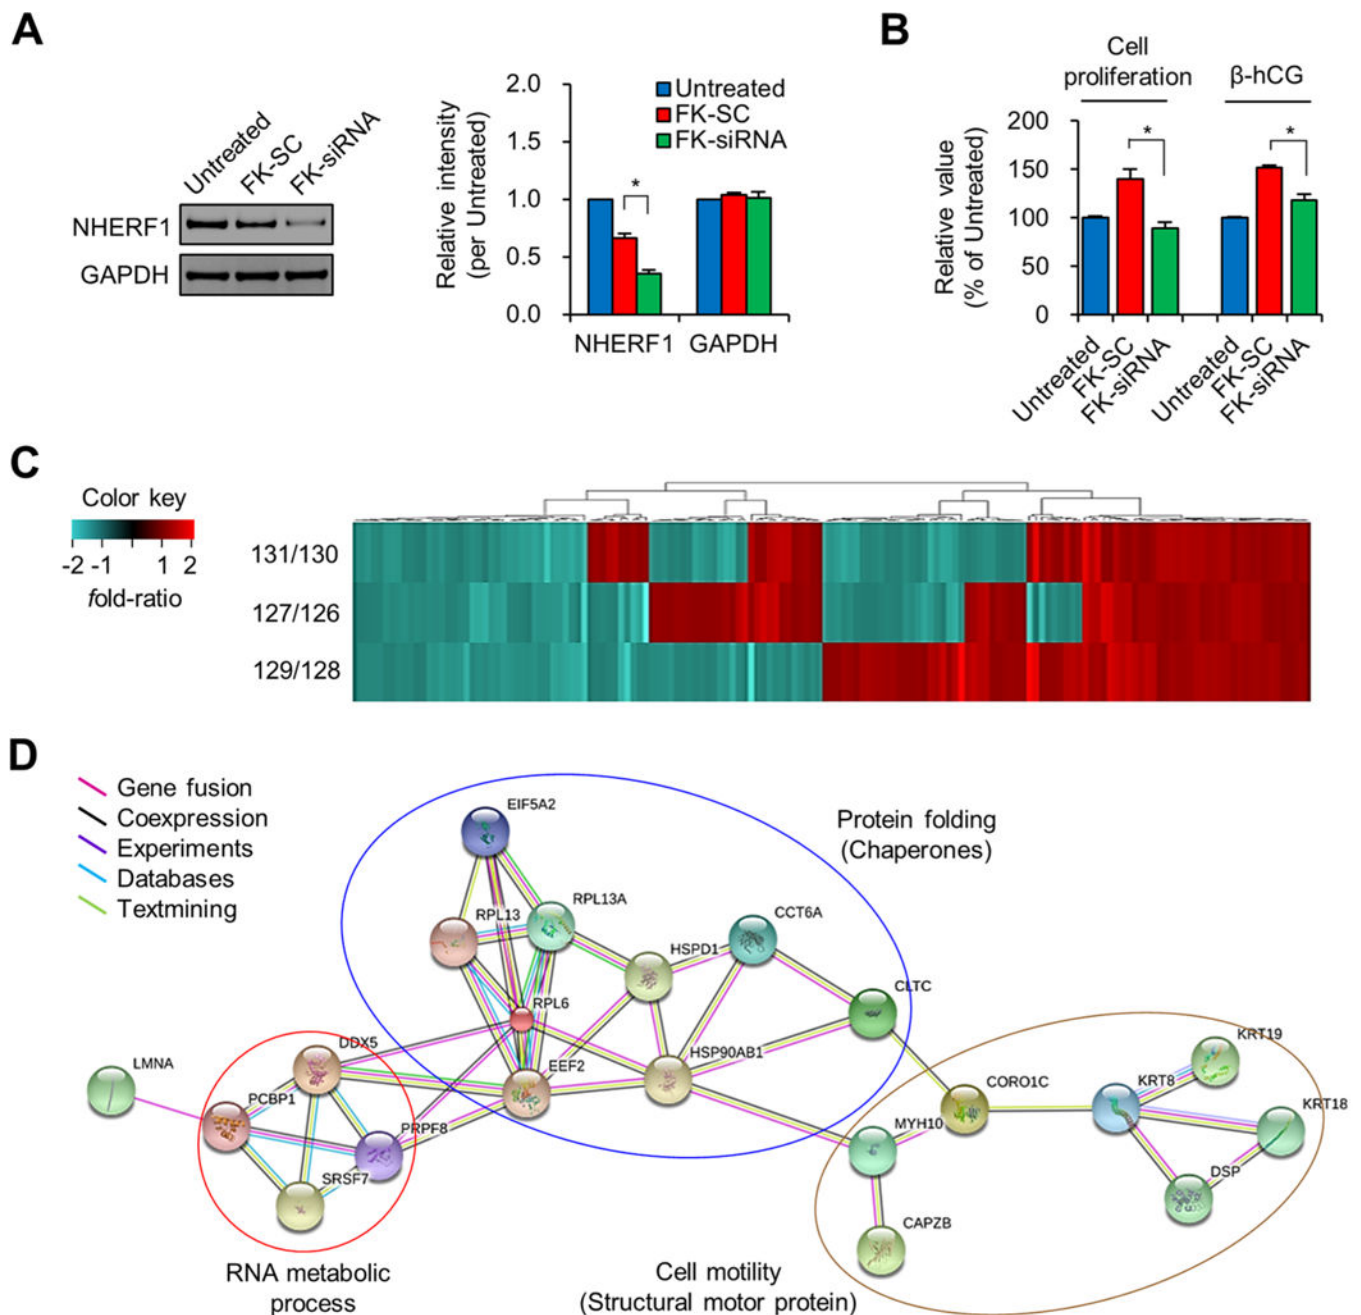 A
Untreated
FK-SC
FK-siRNA
NHERF1
GAPDH
Relative intensity
(per Untreated)
2.0
1.5
1.0
0.5
0.0
Untreated
FK-SC
FK-siRNA
*
NHERF1
GAPDH
B
Cell
proliferation
β-hCG
Relative value
(% of Untreated)
200
150
100
50
0
*
*
Untreated
FK-SC
FK-siRNA
Untreated
FK-SC
FK-siRNA
C
Color key
-2 -1 1 2
fold-ratio
131/130
127/126
129/128
D
Gene fusion
Coexpression
Experiments
Databases
Textmining
EIF5A2
Protein folding
(Chaperones)
RPL13
RPL13A
CCT6A
HSPD1
CLTC
RPL6
DDX5
HSP90AB1
EEF2
KRT19
LMNA
CORO1C
KRT8
PCBP1
KRT18
PRPF8
MYH10
SRSF7
DSP
CAPZB
RNA metabolic
process
Cell motility
(Structural motor protein)